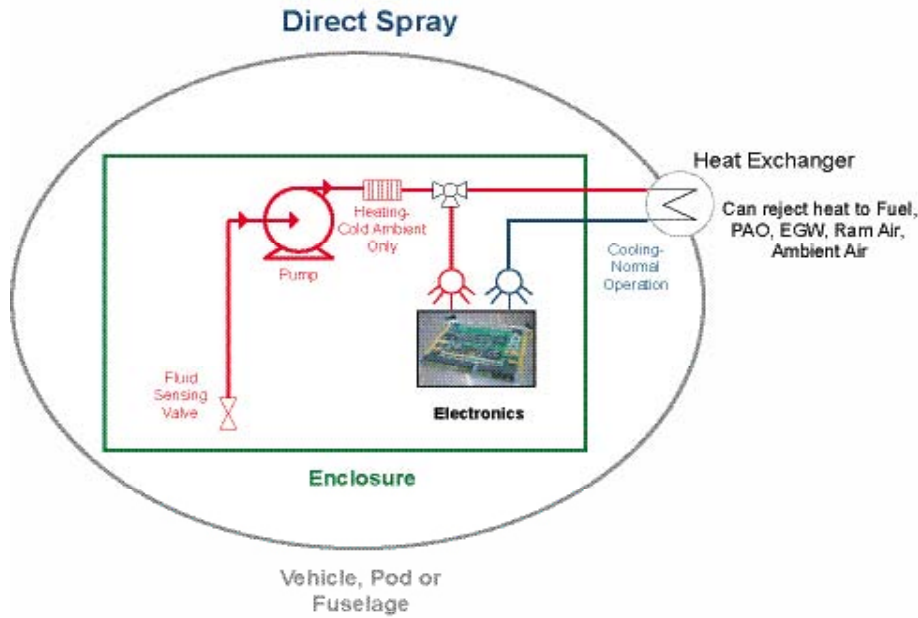 Direct Spray
Heat Exchanger
Can reject heat to Fuel,
PAO, EGW, Ram Air,
Ambient Air
Heating-
Cold Ambient
Only
Pump
Cooling-
Normal
Operation
Fluid
Sensing
Valve
Electronics
Enclosure
Vehicle, Pod or
Fuselage